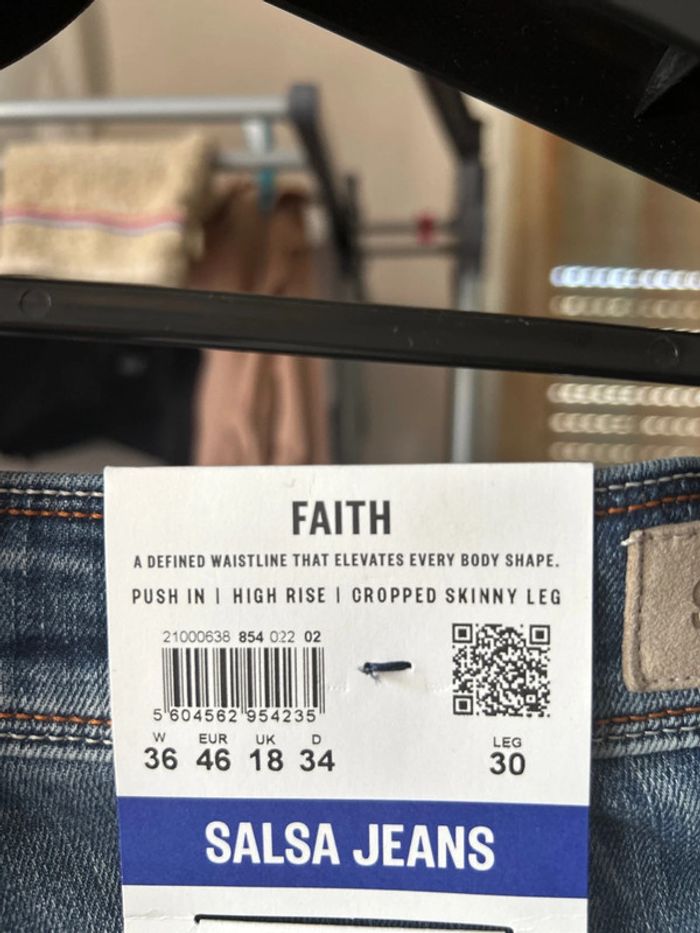 FAITH
A DEFINED WAISTLINE THAT ELEVATES EVERY BODY SHAPE.
PUSH IN | HIGH RISE | CROPPED SKINNY LEG
21000638 854 022 02
5 604562 954235
W EUR UK D
36 46 18 34
LEG
30
SALSA JEANS